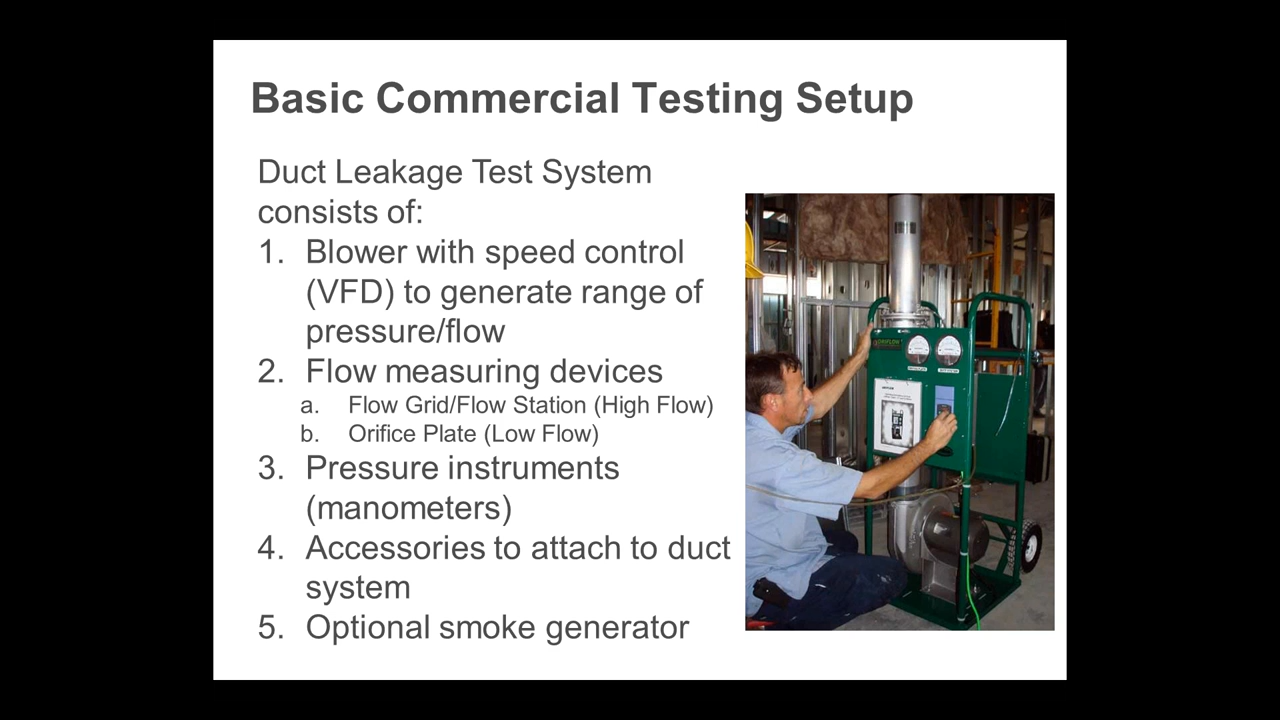 Basic Commercial Testing Setup
Duct Leakage Test System
consists of:
1. Blower with speed control
(VFD) to generate range of
pressure/flow
2. Flow measuring devices
a. Flow Grid/Flow Station (High Flow)
b. Orifice Plate (Low Flow)
3. Pressure instruments
(manometers)
4. Accessories to attach to duct
system
5. Optional smoke generator